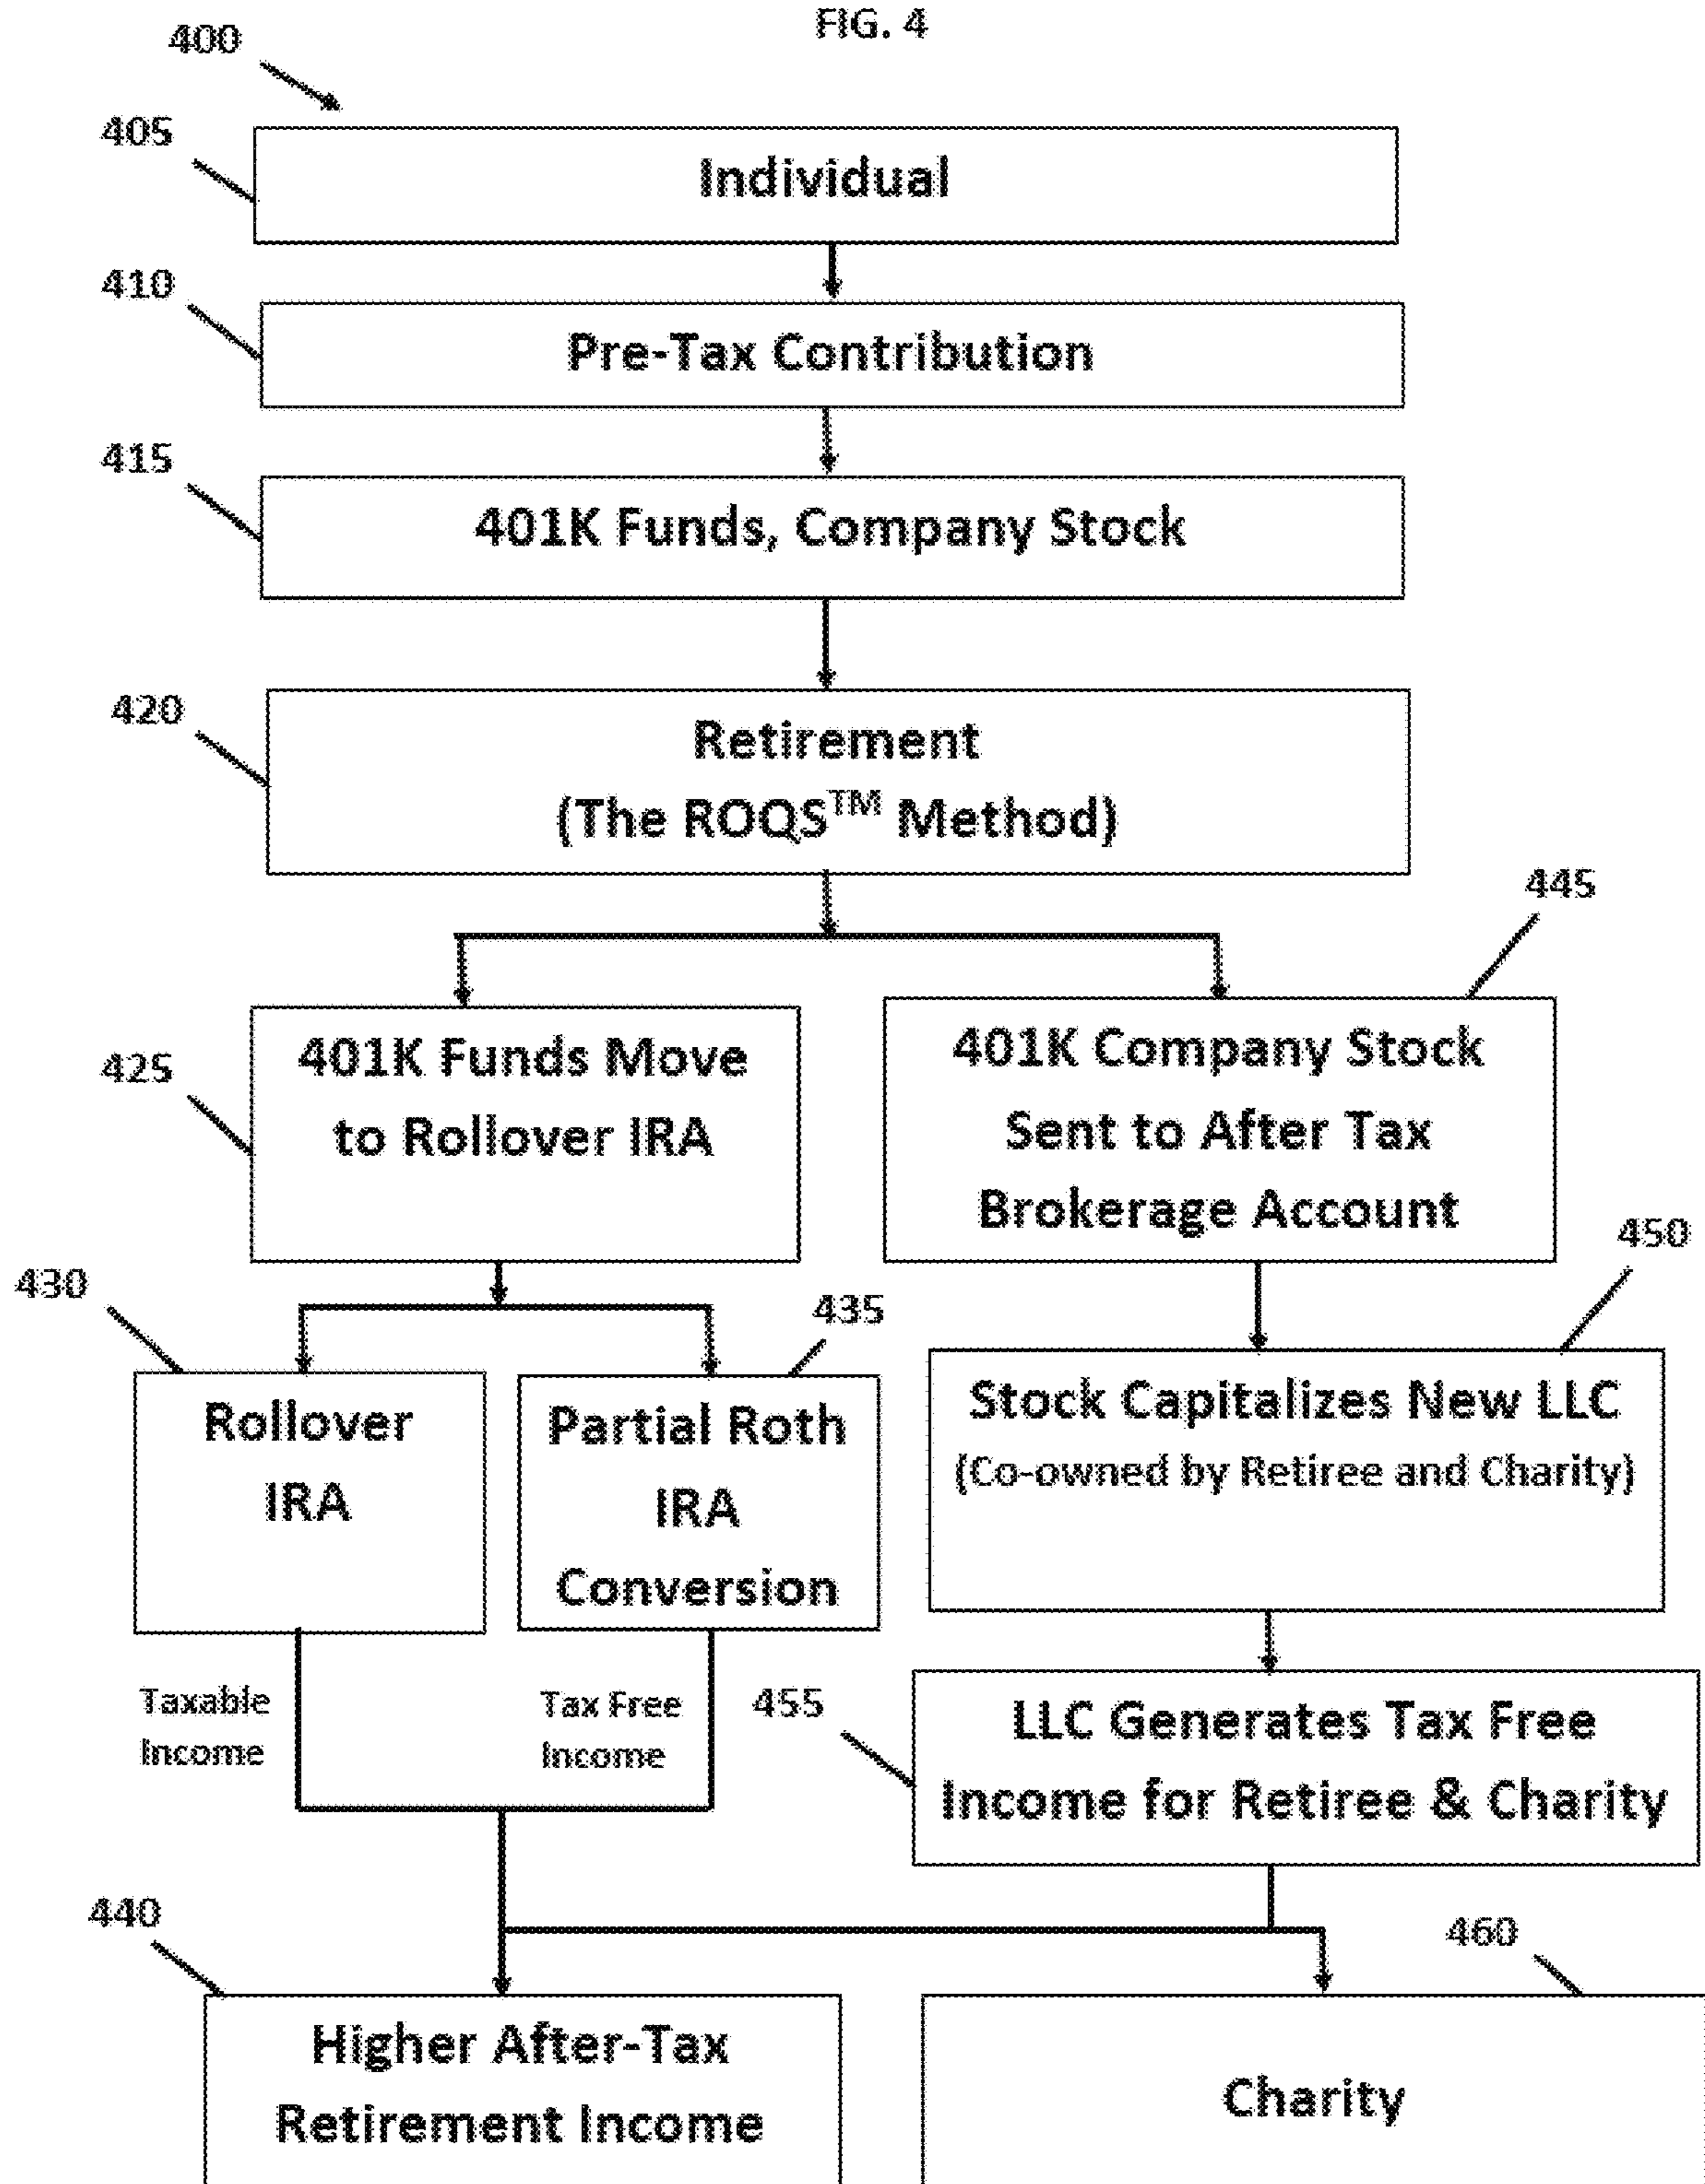 FIG. 4
400
405
Individual
410
Pre-Tax Contribution
415
401K Funds, Company Stock
420
Retirement
(The ROQS™ Method)
445
425
401K Funds Move
to Rollover IRA
401K Company Stock
Sent to After Tax
Brokerage Account
450
430
435
Rollover
IRA
Partial Roth
IRA
Conversion
Stock Capitalizes New LLC
(Co-owned by Retiree and Charity)
Taxable
Income
Tax Free
Income
455
LLC Generates Tax Free
Income for Retiree & Charity
440
460
Higher After-Tax
Retirement Income
Charity